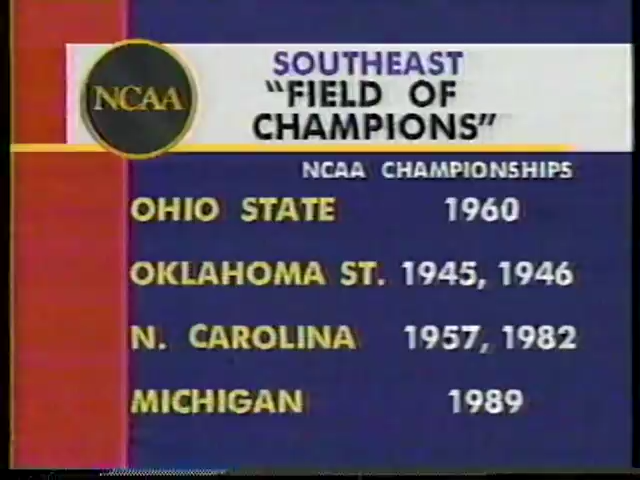 NCAA
SOUTHEAST
"FIELD OF
CHAMPIONS"
NCAA CHAMPIONSHIPS
OHIO STATE 1960
OKLAHOMA ST. 1945, 1946
N. CAROLINA 1957, 1982
MICHIGAN 1989